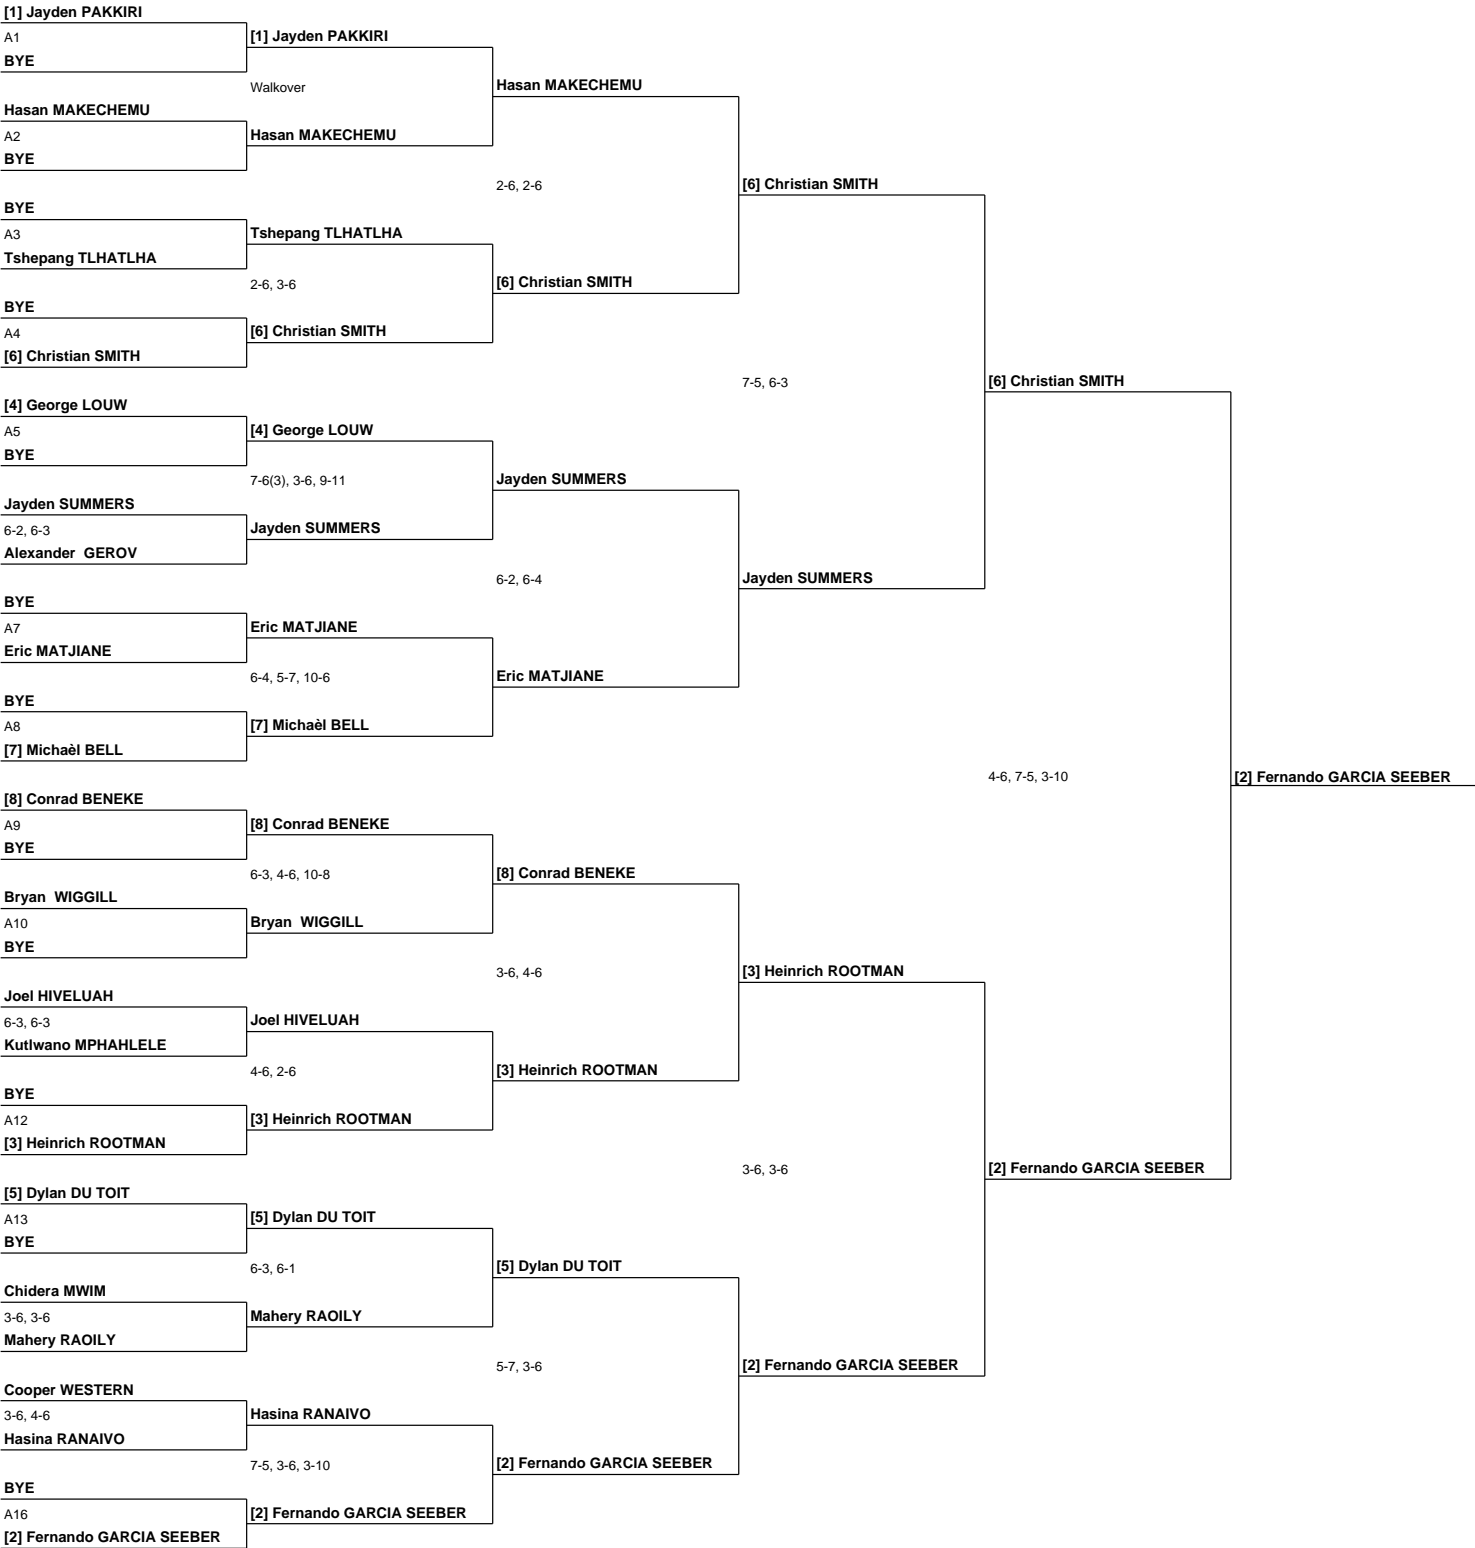 [1] Jayden PAKKIRI
A1
BYE
Hasan MAKECHEMU
A2
BYE
BYE
A3
Tshepang TLHATLHA
BYE
A4
[6] Christian SMITH
[4] George LOUW
A5
BYE
Jayden SUMMERS
6-2, 6-3
Alexander  GEROV
BYE
A7
Eric MATJIANE
BYE
A8
[7] Michaèl BELL
[8] Conrad BENEKE
A9
BYE
Bryan  WIGGILL
A10
BYE
Joel HIVELUAH
6-3, 6-3
Kutlwano MPHAHLELE
BYE
A12
[3] Heinrich ROOTMAN
[5] Dylan DU TOIT
A13
BYE
Chidera MWIM
3-6, 3-6
Mahery RAOILY
Cooper WESTERN
3-6, 4-6
Hasina RANAIVO
BYE
A16
[2] Fernando GARCIA SEEBER
[1] Jayden PAKKIRI
Walkover
Hasan MAKECHEMU
Tshepang TLHATLHA
2-6, 3-6
[6] Christian SMITH
[4] George LOUW
7-6(3), 3-6, 9-11
Jayden SUMMERS
Eric MATJIANE
6-4, 5-7, 10-6
[7] Michaèl BELL
[8] Conrad BENEKE
6-3, 4-6, 10-8
Bryan  WIGGILL
Joel HIVELUAH
4-6, 2-6
[3] Heinrich ROOTMAN
[5] Dylan DU TOIT
6-3, 6-1
Mahery RAOILY
Hasina RANAIVO
7-5, 3-6, 3-10
[2] Fernando GARCIA SEEBER
Hasan MAKECHEMU
2-6, 2-6
[6] Christian SMITH
Jayden SUMMERS
6-2, 6-4
Eric MATJIANE
[8] Conrad BENEKE
3-6, 4-6
[3] Heinrich ROOTMAN
[5] Dylan DU TOIT
5-7, 3-6
[2] Fernando GARCIA SEEBER
[6] Christian SMITH
7-5, 6-3
Jayden SUMMERS
[3] Heinrich ROOTMAN
3-6, 3-6
[2] Fernando GARCIA SEEBER
[6] Christian SMITH
4-6, 7-5, 3-10
[2] Fernando GARCIA SEEBER
[2] Fernando GARCIA SEEBER